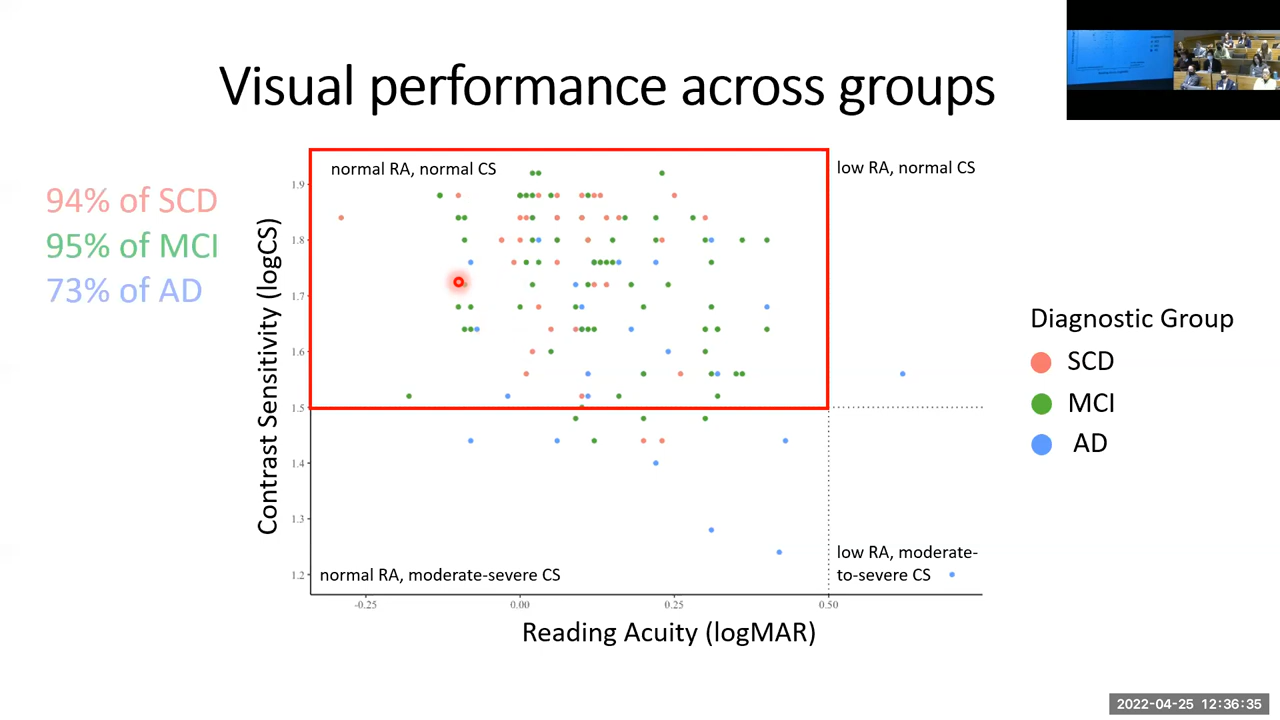 Visual performance across groups
94% of SCD
95% of MCI
73% of AD
normal RA, normal CS
low RA, normal CS
1.9
1.8
1.7
1.6
1.5
1.4
1.3
1.2
Contrast Sensitivity (logCS)
Diagnostic Group
SCD
MCI
AD
normal RA, moderate-severe CS
low RA, moderate-
to-severe CS
-0.25
0.00
0.25
0.50
Reading Acuity (logMAR)
2022-04-25 12:36:35